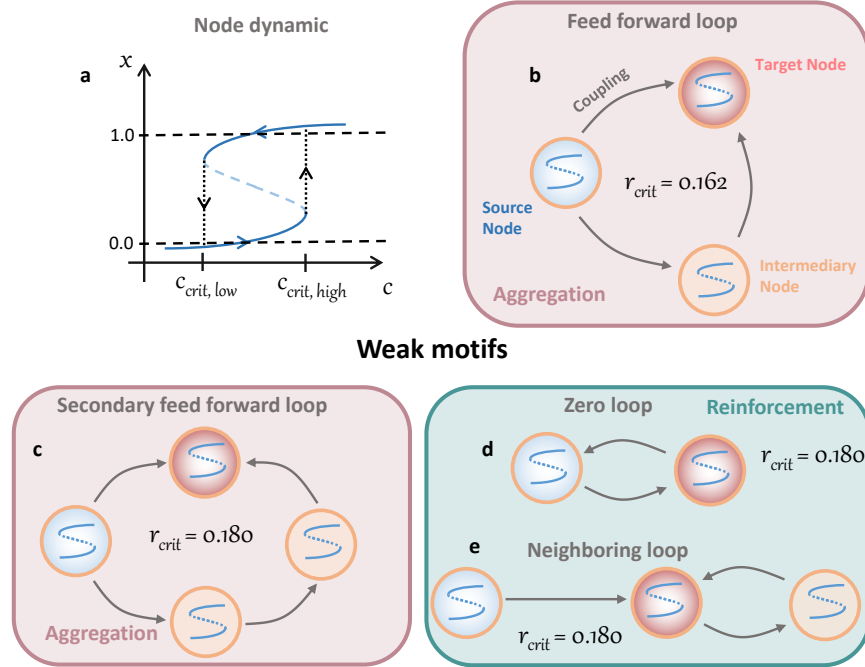 Node dynamic
a
x
1.0
0.0
c_crit, low
c_crit, high
c
Feed forward loop
b
Coupling
Target Node
r_crit = 0.162
Source
Node
Intermediary
Node
Aggregation
Weak motifs
Secondary feed forward loop
c
r_crit = 0.180
Aggregation
Zero loop
Reinforcement
d
r_crit = 0.180
e
Neighboring loop
r_crit = 0.180